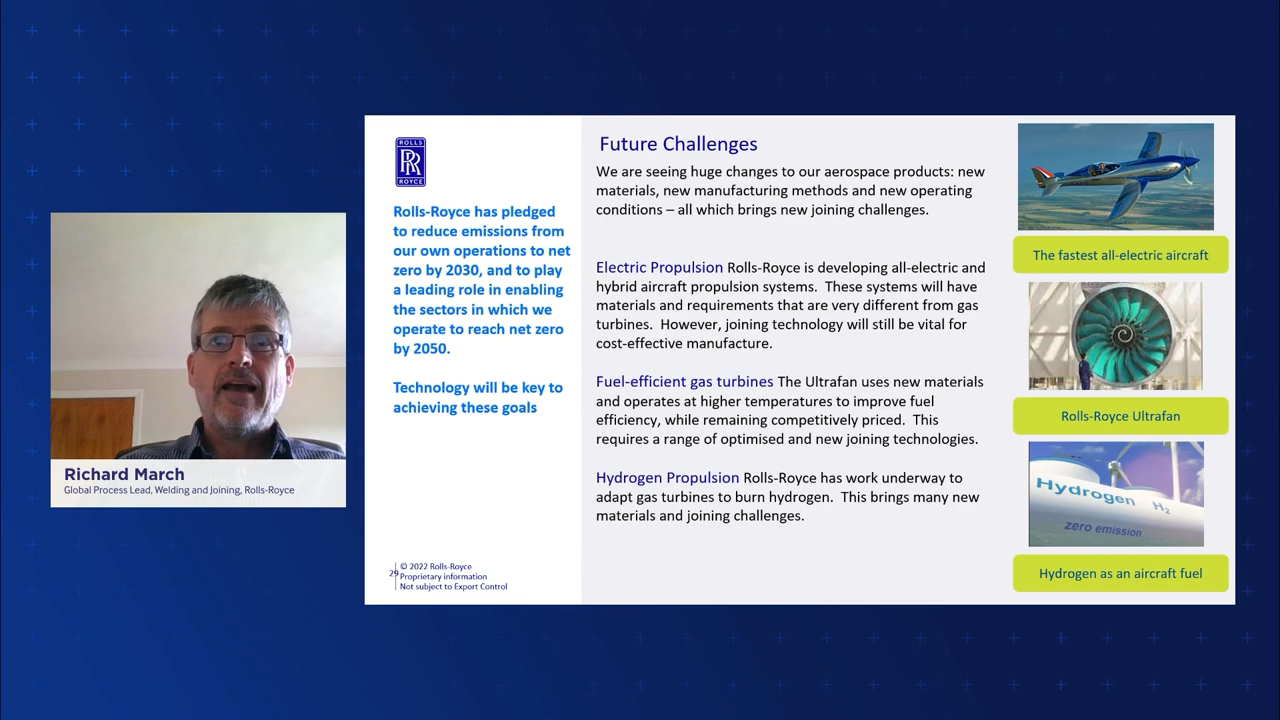 Richard March
Global Process Lead, Welding and Joining, Rolls-Royce
ROLLS
RR
ROYCE
Rolls-Royce has pledged
to reduce emissions from
our own operations to net
zero by 2030, and to play
a leading role in enabling
the sectors in which we
operate to reach net zero
by 2050.
Technology will be key to
achieving these goals
29
© 2022 Rolls-Royce
Proprietary information
Not subject to Export Control
Future Challenges
We are seeing huge changes to our aerospace products: new
materials, new manufacturing methods and new operating
conditions – all which brings new joining challenges.
Electric Propulsion Rolls-Royce is developing all-electric and
hybrid aircraft propulsion systems.  These systems will have
materials and requirements that are very different from gas
turbines.  However, joining technology will still be vital for
cost-effective manufacture.
Fuel-efficient gas turbines The Ultrafan uses new materials
and operates at higher temperatures to improve fuel
efficiency, while remaining competitively priced.  This
requires a range of optimised and new joining technologies.
Hydrogen Propulsion Rolls-Royce has work underway to
adapt gas turbines to burn hydrogen.  This brings many new
materials and joining challenges.
The fastest all-electric aircraft
Rolls-Royce Ultrafan
Hydrogen H₂
zero emission
Hydrogen as an aircraft fuel